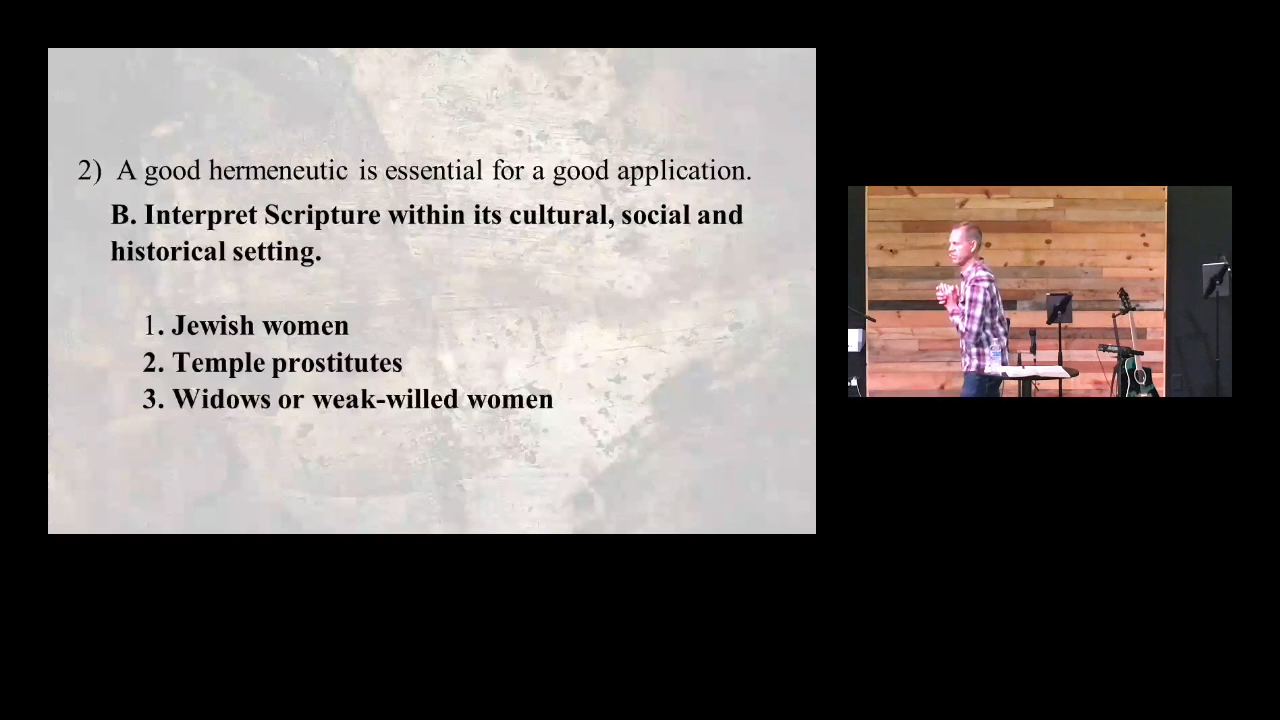 2) A good hermeneutic is essential for a good application.
B. Interpret Scripture within its cultural, social and
historical setting.
1. Jewish women
2. Temple prostitutes
3. Widows or weak-willed women